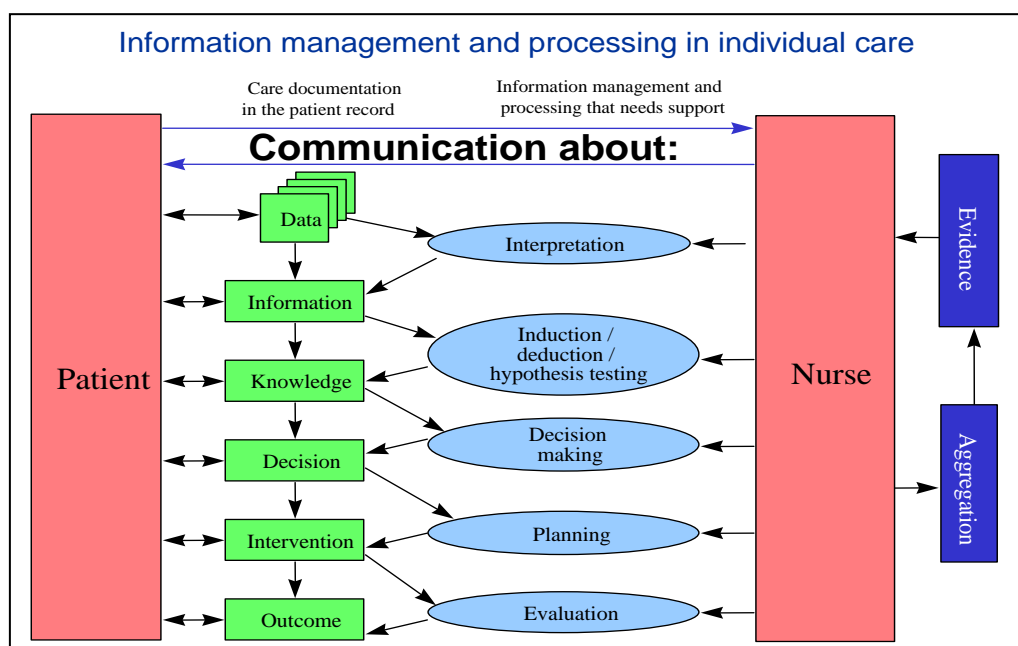 Information management and processing in individual care
Care documentation
in the patient record
Information management and
processing that needs support
Communication about:
Patient
Data
Information
Knowledge
Decision
Intervention
Outcome
Interpretation
Induction /
deduction /
hypothesis testing
Decision
making
Planning
Evaluation
Nurse
Evidence
Aggregation